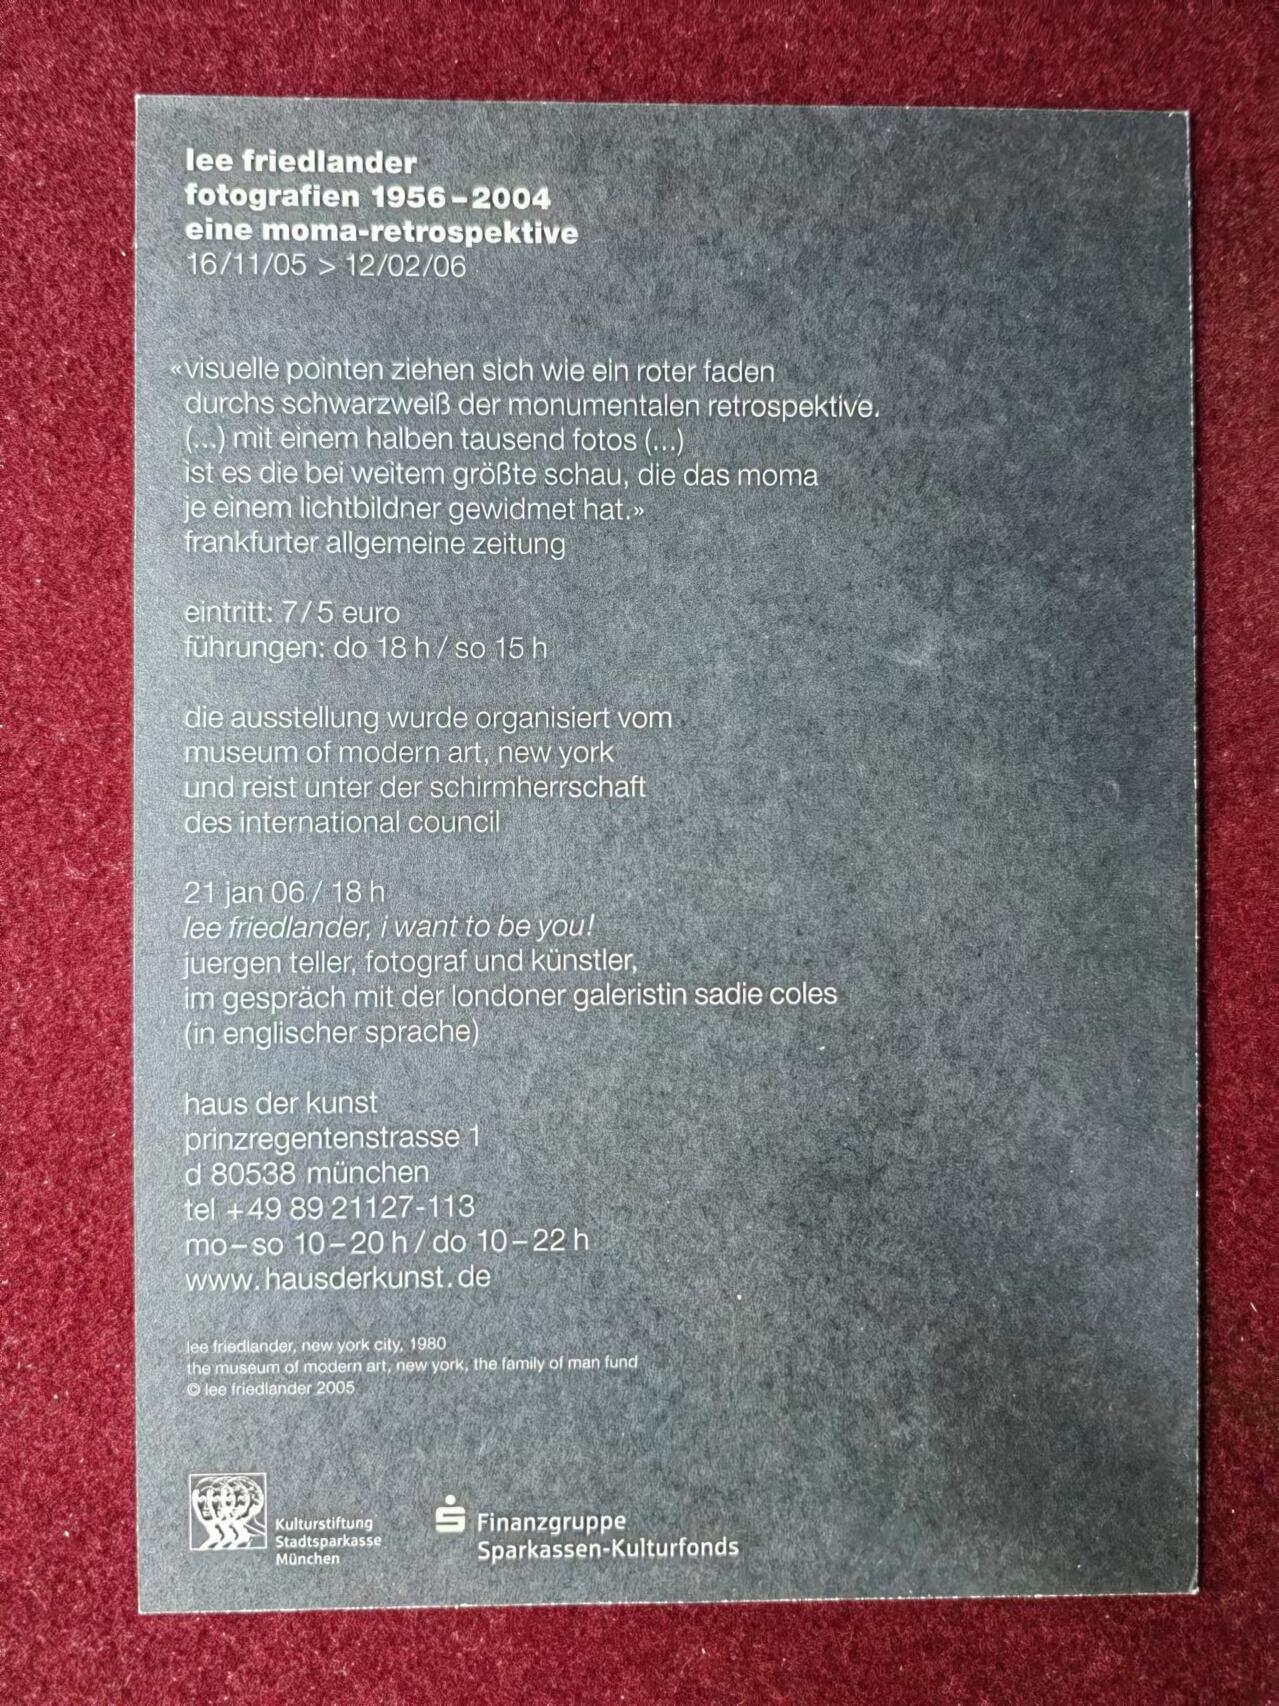 lee friedlander
fotografien 1956 – 2004
eine moma-retrospektive
16/11/05 > 12/02/06
«visuelle pointen ziehen sich wie ein roter faden
durchs schwarzweiß der monumentalen retrospektive.
(...) mit einem halben tausend fotos (...)
ist es die bei weitem größte schau, die das moma
je einem lichtbildner gewidmet hat.»
frankfurter allgemeine zeitung
eintritt: 7/5 euro
führungen: do 18 h / so 15 h
die ausstellung wurde organisiert vom
museum of modern art, new york
und reist unter der schirmherrschaft
des international council
21 jan 06 / 18 h
lee friedlander, i want to be you!
juergen teller, fotograf und künstler,
im gespräch mit der londoner galeristin sadie coles
(in englischer sprache)
haus der kunst
prinzregentenstrasse 1
d 80538 münchen
tel +49 89 21127-113
mo – so 10 – 20 h / do 10 – 22 h
www.hausderkunst.de
lee friedlander, new york city, 1980
the museum of modern art, new york, the family of man fund
© lee friedlander 2005
Kulturstiftung
Stadtsparkasse
München
Finanzgruppe
Sparkassen-Kulturfonds